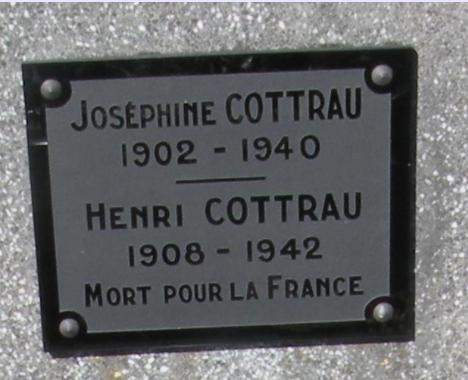 JOSÉPHINE COTTRAU
1902 - 1940
HENRI COTTRAU
1908 - 1942
MORT POUR LA FRANCE